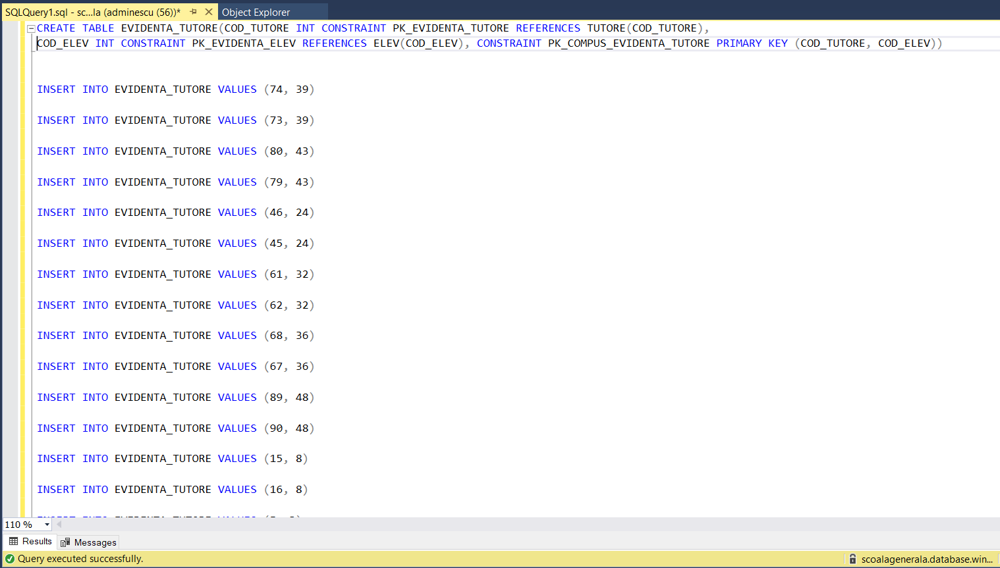 SQLQuery1.sql - sc...la (adminescu (56))* Object Explorer
CREATE TABLE EVIDENTA_TUTORE(COD_TUTORE INT CONSTRAINT PK_EVIDENTA_TUTORE REFERENCES TUTORE(COD_TUTORE),
COD_ELEV INT CONSTRAINT PK_EVIDENTA_ELEV REFERENCES ELEV(COD_ELEV), CONSTRAINT PK_COMPUS_EVIDENTA_TUTORE PRIMARY KEY (COD_TUTORE, COD_ELEV))
INSERT INTO EVIDENTA_TUTORE VALUES (74, 39)
INSERT INTO EVIDENTA_TUTORE VALUES (73, 39)
INSERT INTO EVIDENTA_TUTORE VALUES (80, 43)
INSERT INTO EVIDENTA_TUTORE VALUES (79, 43)
INSERT INTO EVIDENTA_TUTORE VALUES (46, 24)
INSERT INTO EVIDENTA_TUTORE VALUES (45, 24)
INSERT INTO EVIDENTA_TUTORE VALUES (61, 32)
INSERT INTO EVIDENTA_TUTORE VALUES (62, 32)
INSERT INTO EVIDENTA_TUTORE VALUES (68, 36)
INSERT INTO EVIDENTA_TUTORE VALUES (67, 36)
INSERT INTO EVIDENTA_TUTORE VALUES (89, 48)
INSERT INTO EVIDENTA_TUTORE VALUES (90, 48)
INSERT INTO EVIDENTA_TUTORE VALUES (15, 8)
INSERT INTO EVIDENTA_TUTORE VALUES (16, 8)
110 %
Results Messages
Query executed successfully. scoalagenerala.database.win...